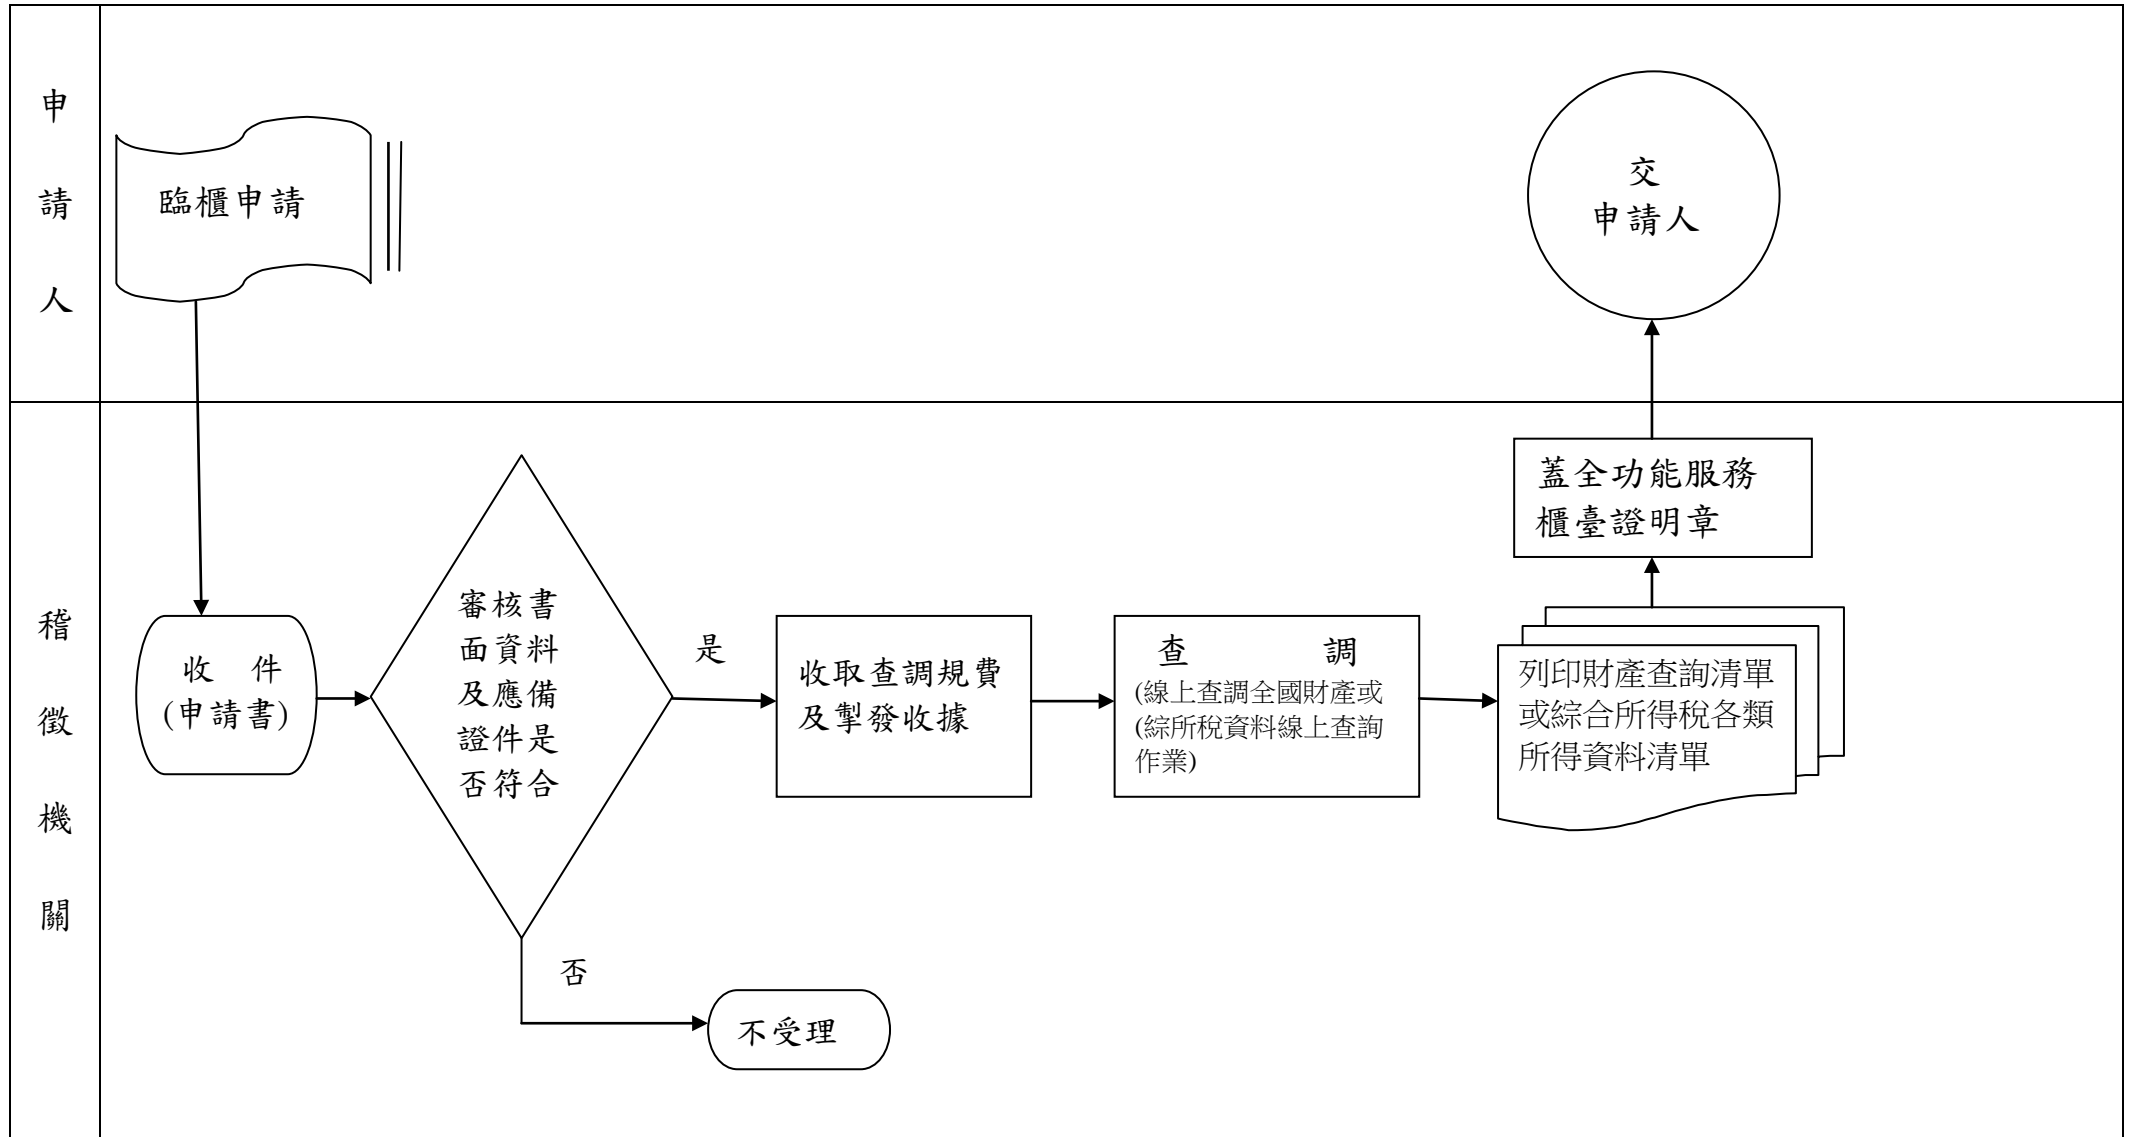 申
請
人
臨櫃申請
交
申請人
稽
徵
機
關
收　件
(申請書)
審核書
面資料
及應備
證件是
否符合
是
否
不受理
收取查調規費
及掣發收據
查　　　調
(線上查調全國財產或
(綜所稅資料線上查詢
作業)
列印財產查詢清單
或綜合所得稅各類
所得資料清單
蓋全功能服務
櫃臺證明章